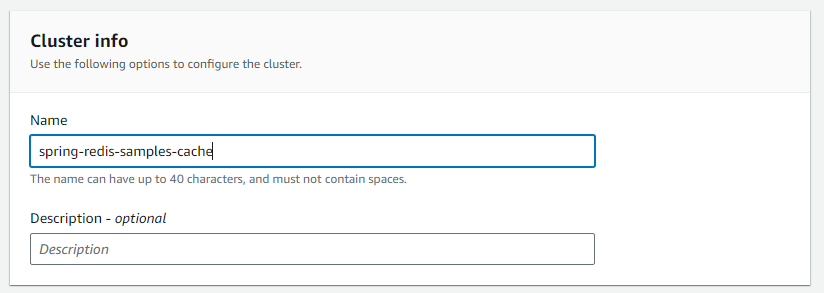 Cluster info
Use the following options to configure the cluster.
Name
spring-redis-samples-cache
The name can have up to 40 characters, and must not contain spaces.
Description - optional
Description